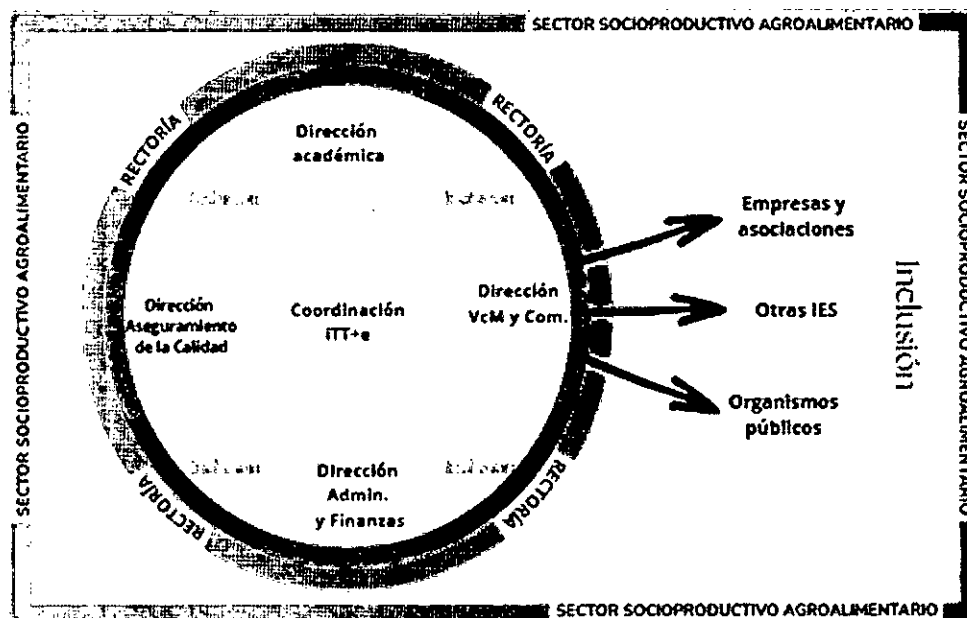 SECTOR SOCIOPRODUCTIVO AGROALIMENTARIO
SECTOR SOCIOPRODUCTIVO AGROALIMENTARIO
SECTOR SOCIOPRODUCTIVO AGROALIMENTARIO
RECTORÍA
RECTORÍA
Dirección
académica
Empresas y
asociaciones
Inclusión
Dirección
Aseguramiento
de la Calidad
Coordinación
iTT+e
Dirección
VcM y Com.
Otras IES
Organismos
públicos
Dirección
Admin.
y Finanzas
RECTORÍA
RECTORÍA
SECTOR SOCIOPRODUCTIVO AGROALIMENTARIO